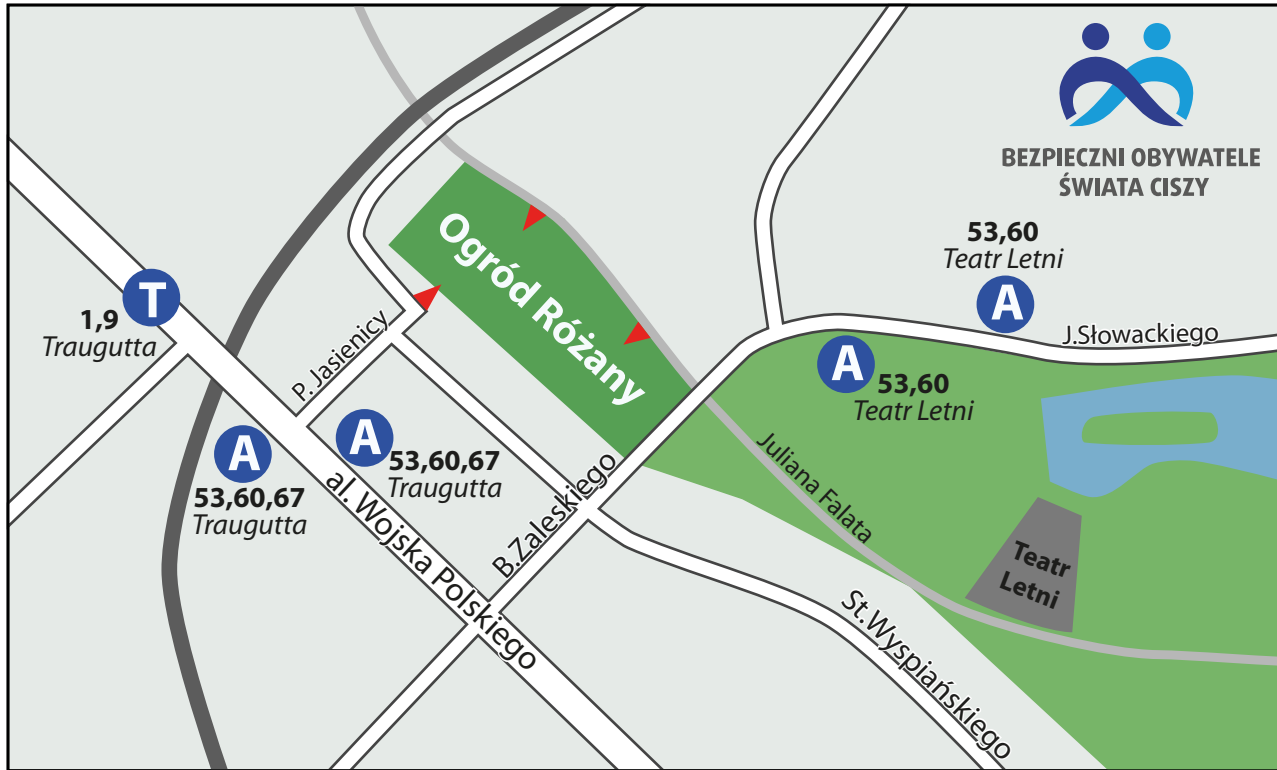 BEZPIECZNI OBYWATELE
ŚWIATA CISZY
53,60
Teatr Letni
A
Ogród Różany
T
1,9
Traugutta
P. Jasienicy
J.Słowackiego
A
53,60
Teatr Letni
A
53,60,67
Traugutta
A
53,60,67
Traugutta
al. Wojska Polskiego
B.Zaleskiego
Juliana Fałata
Teatr
Letni
St.Wyspiańskiego